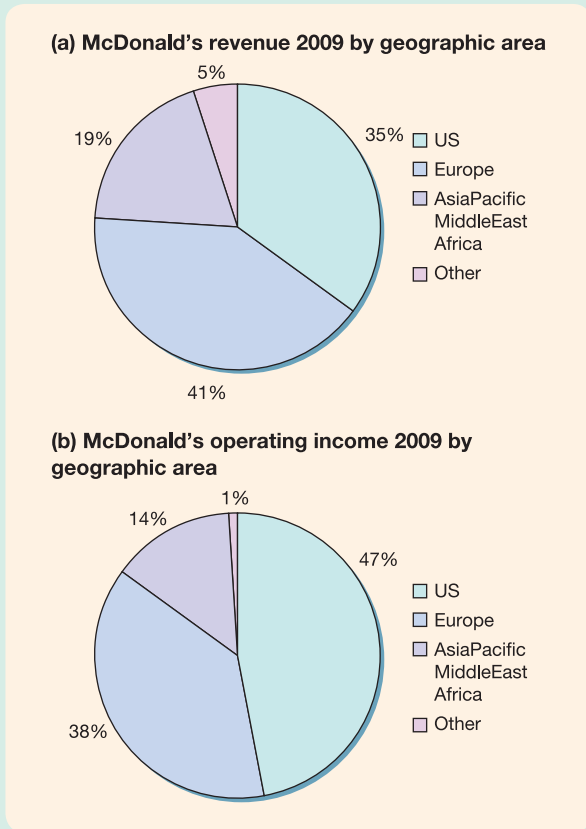 (a) McDonald's revenue 2009 by geographic area
5%
19%
35%
US
Europe
AsiaPacific
MiddleEast
Africa
Other
41%
(b) McDonald's operating income 2009 by
geographic area
1%
14%
47%
US
Europe
AsiaPacific
MiddleEast
Africa
Other
38%